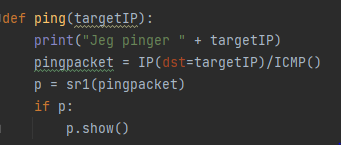 def ping(targetIP):
    print("Jeg pinger " + targetIP)
    pingpacket = IP(dst=targetIP)/ICMP()
    p = sr1(pingpacket)
    if p:
        p.show()